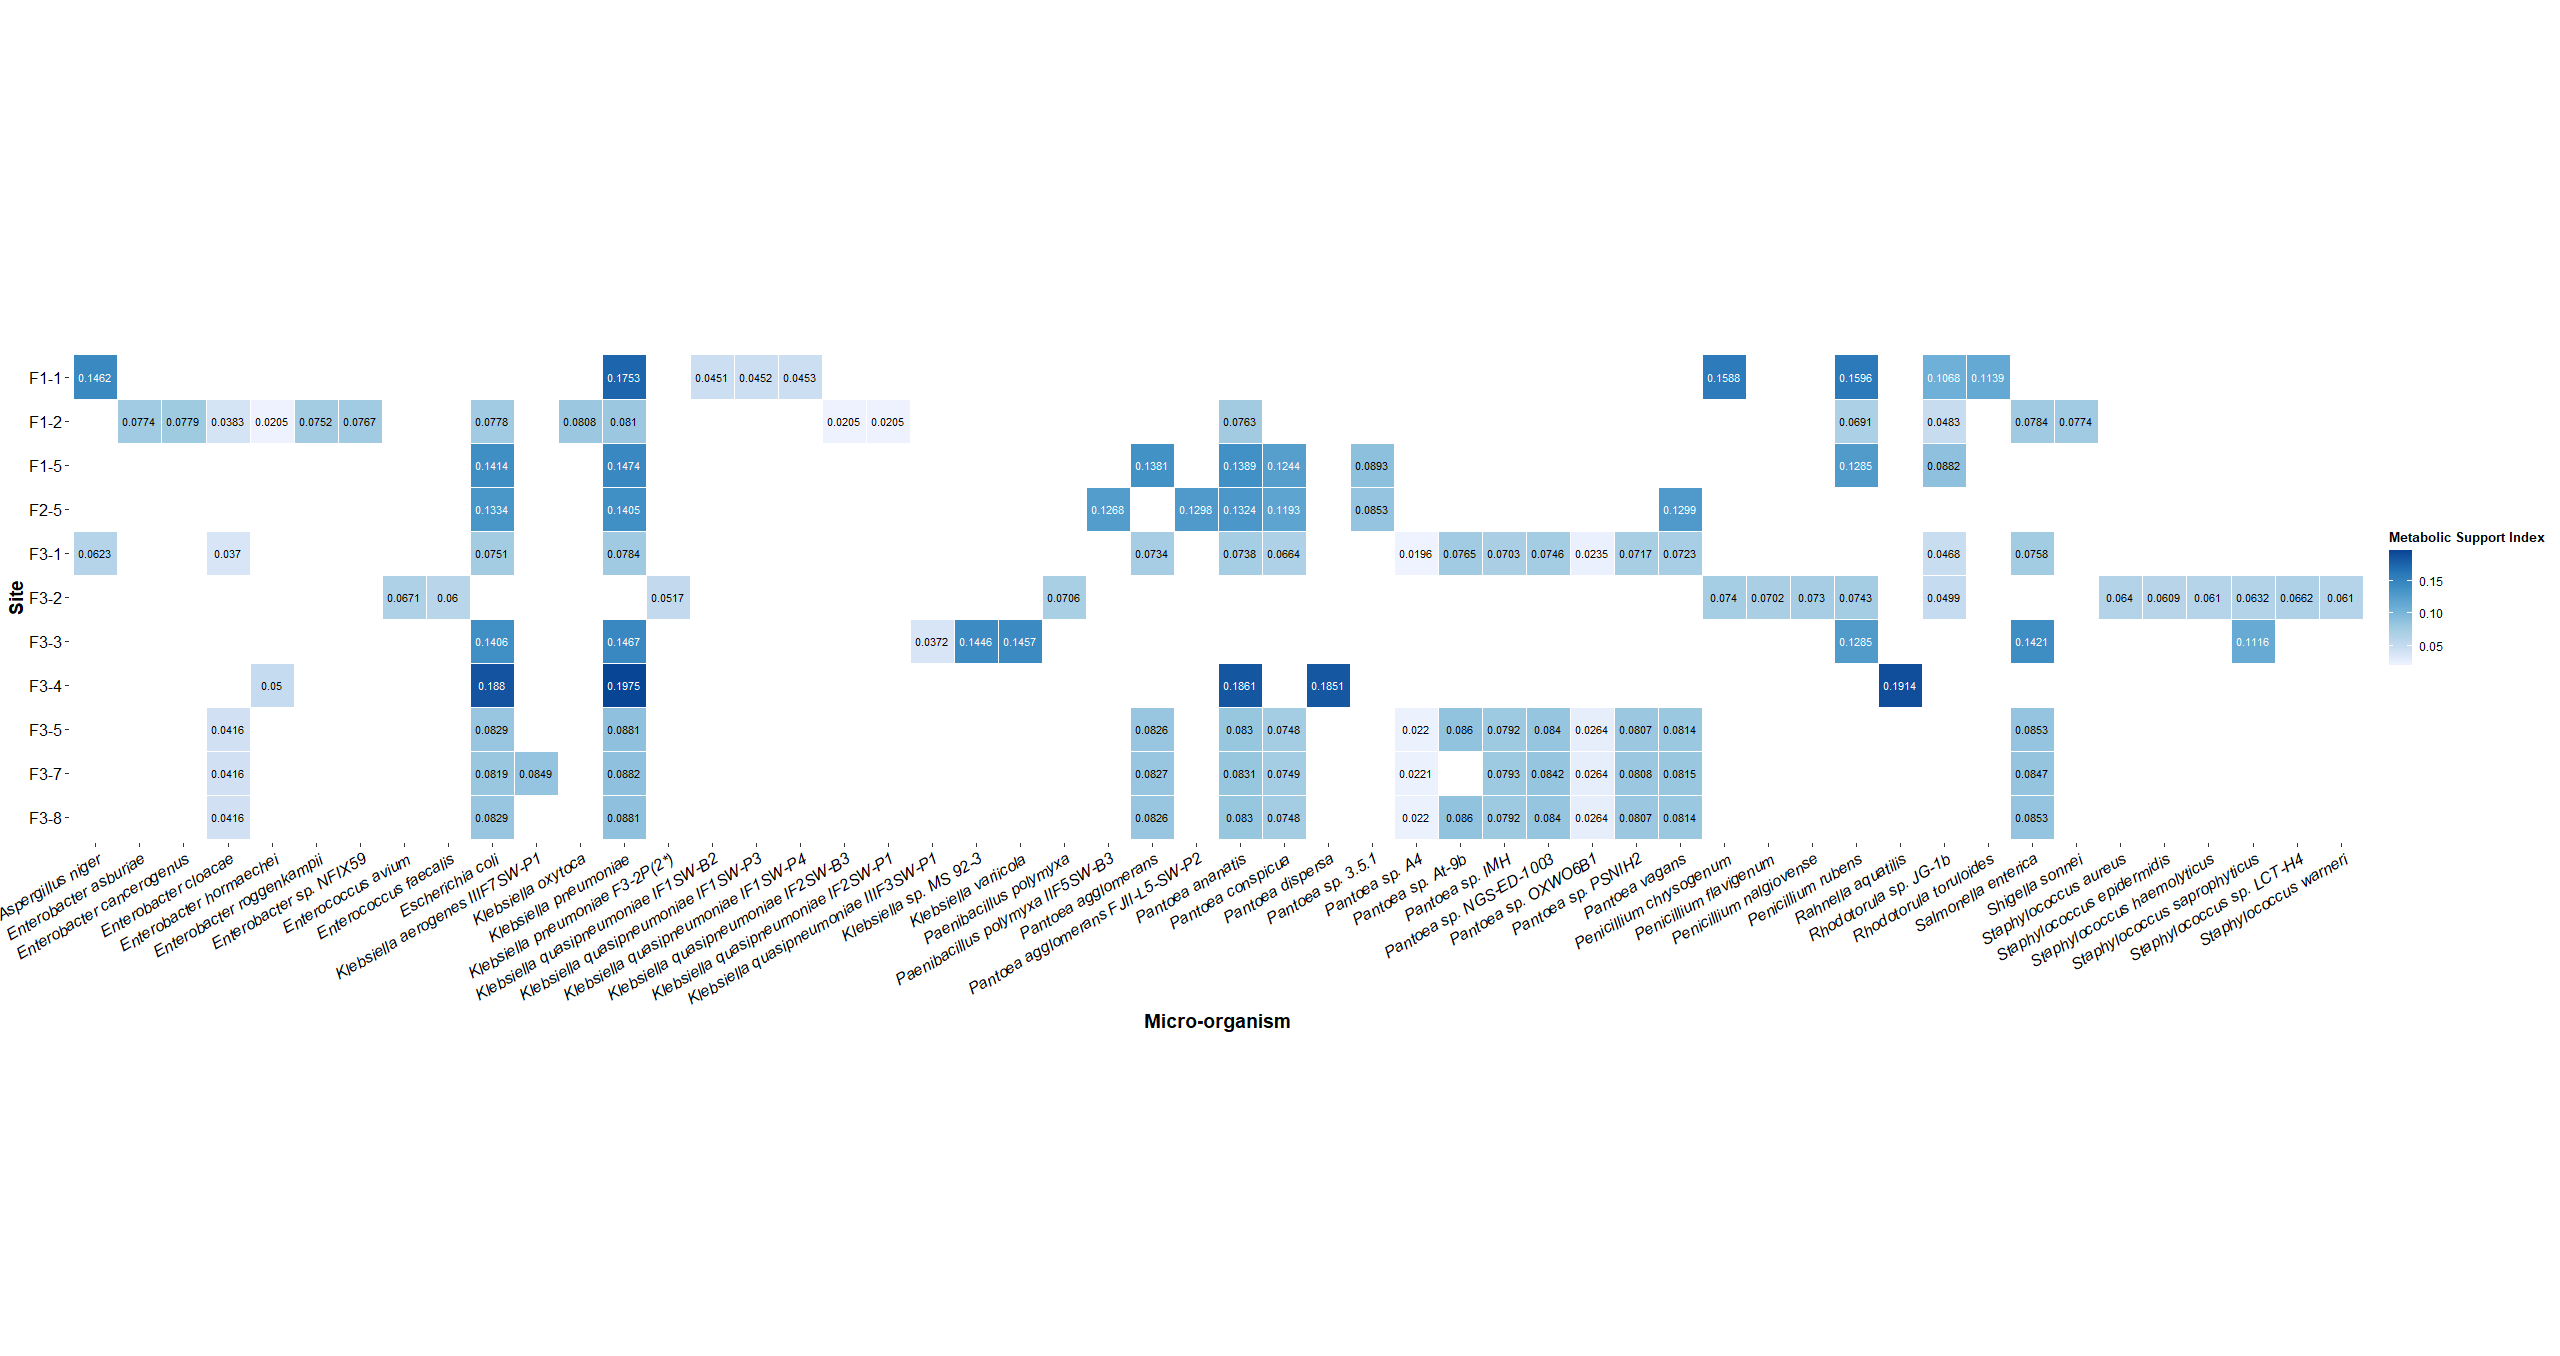 F1-1 0.1462 0.1753 0.0451 0.0452 0.0453 0.1588 0.1596 0.1068 0.1139
F1-2 0.0774 0.0779 0.0383 0.0205 0.0752 0.0767 0.0778 0.0808 0.081 0.0205 0.0205 0.0763 0.0691 0.0483 0.0784 0.0774
F1-5 0.1414 0.1474 0.1381 0.1389 0.1244 0.0893 0.1285 0.0882
F2-5 0.1334 0.1405 0.1268 0.1298 0.1324 0.1193 0.0853 0.1299
F3-1 0.0623 0.037 0.0751 0.0784 0.0734 0.0738 0.0664 0.0196 0.0765 0.0703 0.0746 0.0235 0.0717 0.0723 0.0468 0.0758
F3-2 0.0671 0.06 0.0517 0.0706 0.074 0.0702 0.073 0.0743 0.0499 0.064 0.0609 0.061 0.0632 0.0662 0.061
F3-3 0.1406 0.1467 0.0372 0.1446 0.1457 0.1285 0.1421 0.1116
F3-4 0.05 0.188 0.1975 0.1861 0.1851 0.1914
F3-5 0.0416 0.0829 0.0881 0.0826 0.083 0.0748 0.022 0.086 0.0792 0.084 0.0264 0.0807 0.0814 0.0853
F3-7 0.0416 0.0819 0.0849 0.0882 0.0827 0.0831 0.0749 0.0221 0.0793 0.0842 0.0264 0.0808 0.0815 0.0847
F3-8 0.0416 0.0829 0.0881 0.0826 0.083 0.0748 0.022 0.086 0.0792 0.084 0.0264 0.0807 0.0814 0.0853
Site
Aspergillus niger
Enterobacter asburiae
Enterobacter cancerogenus
Enterobacter cloacae
Enterobacter hormaechei
Enterobacter roggenkampii
Enterobacter sp. NFIX59
Enterococcus avium
Enterococcus faecalis
Escherichia coli
Klebsiella aerogenes IIIF7SW-P1
Klebsiella oxytoca
Klebsiella pneumoniae
Klebsiella pneumoniae F3-2P(2*)
Klebsiella quasipneumoniae IF1SW-B2
Klebsiella quasipneumoniae IF1SW-P3
Klebsiella quasipneumoniae IF1SW-P4
Klebsiella quasipneumoniae IF2SW-B3
Klebsiella quasipneumoniae IF2SW-P1
Klebsiella quasipneumoniae IIIF3SW-P1
Klebsiella sp. MS 92-3
Klebsiella variicola
Paenibacillus polymyxa
Paenibacillus polymyxa IIF5SW-B3
Pantoea agglomerans
Pantoea agglomerans FJII-L5-SW-P2
Pantoea ananatis
Pantoea conspicua
Pantoea dispersa
Pantoea sp. 3.5.1
Pantoea sp. A4
Pantoea sp. At-9b
Pantoea sp. IMH
Pantoea sp. NGS-ED-1003
Pantoea sp. OXWO6B1
Pantoea sp. PSNIH2
Pantoea vagans
Penicillium chrysogenum
Penicillium flavigenum
Penicillium nalgiovense
Penicillium rubens
Rahnella aquatilis
Rhodotorula sp. JG-1b
Rhodotorula toruloides
Salmonella enterica
Shigella sonnei
Staphylococcus aureus
Staphylococcus epidermidis
Staphylococcus haemolyticus
Staphylococcus saprophyticus
Staphylococcus sp. LCT-H4
Staphylococcus warneri
Micro-organism
Metabolic Support Index
0.15
0.10
0.05